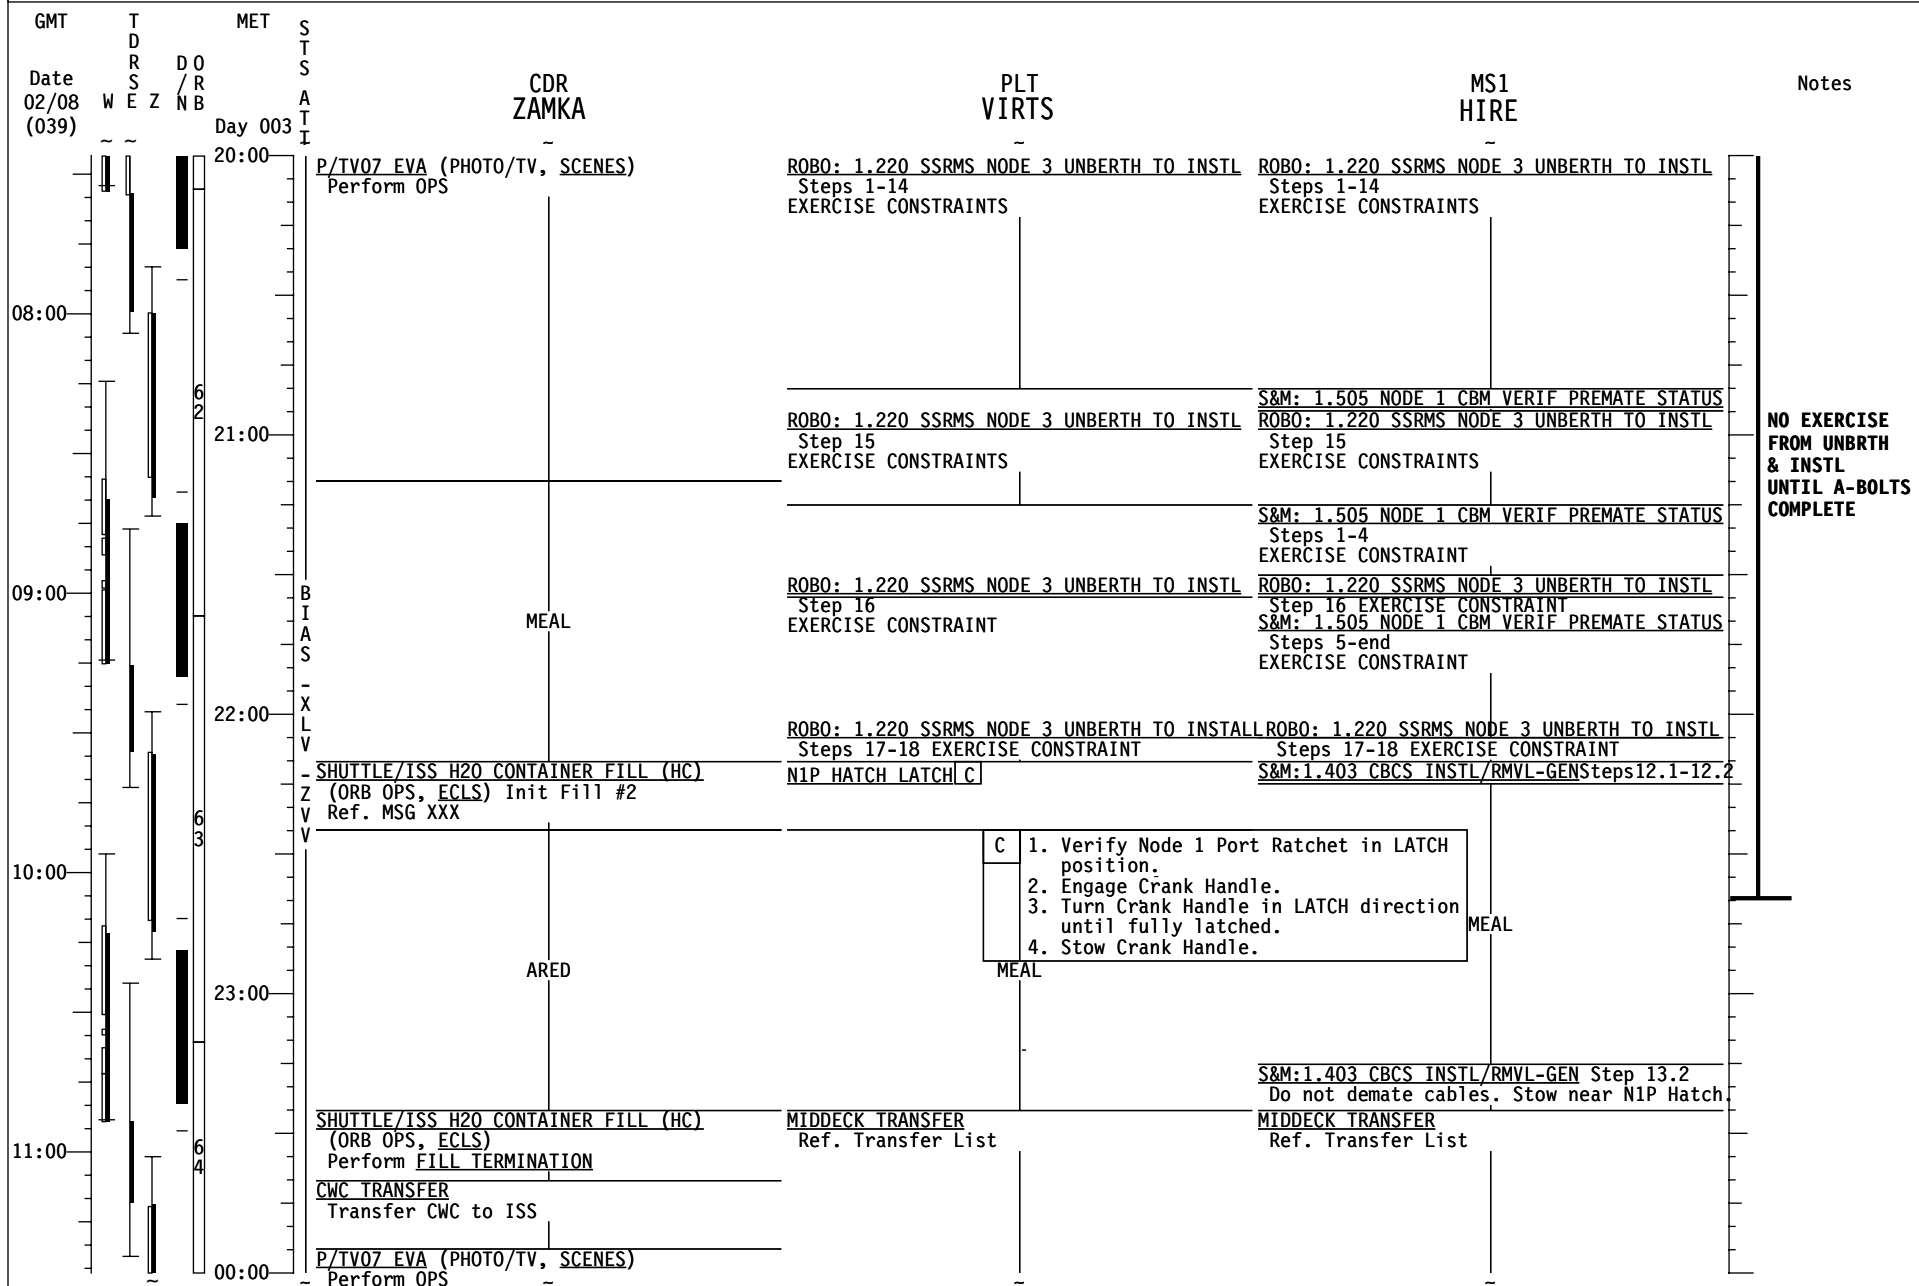 GMT
TDRSE
MET
STS ATT
D/N
ORB
Date
02/08
(039)
W E Z
Day 003
CDR
ZAMKA
PLT
VIRTS
MS1
HIRE
Notes
~ ~ ~ ~ ~
20:00
P/TV07 EVA (PHOTO/TV, SCENES)
Perform OPS
ROBO: 1.220 SSRMS NODE 3 UNBERTH TO INSTL
Steps 1-14
EXERCISE CONSTRAINTS
ROBO: 1.220 SSRMS NODE 3 UNBERTH TO INSTL
Steps 1-14
EXERCISE CONSTRAINTS
08:00
62
21:00
S&M: 1.505 NODE 1 CBM VERIF PREMATE STATUS
ROBO: 1.220 SSRMS NODE 3 UNBERTH TO INSTL
Step 15
EXERCISE CONSTRAINTS
ROBO: 1.220 SSRMS NODE 3 UNBERTH TO INSTL
Step 15
EXERCISE CONSTRAINTS
NO EXERCISE
FROM UNBRTH
& INSTL
UNTIL A-BOLTS
COMPLETE
S&M: 1.505 NODE 1 CBM VERIF PREMATE STATUS
Steps 1-4
EXERCISE CONSTRAINT
09:00
BIAS -XLV -ZVV
MEAL
ROBO: 1.220 SSRMS NODE 3 UNBERTH TO INSTL
Step 16
EXERCISE CONSTRAINT
ROBO: 1.220 SSRMS NODE 3 UNBERTH TO INSTL
Step 16 EXERCISE CONSTRAINT
S&M: 1.505 NODE 1 CBM VERIF PREMATE STATUS
Steps 5-end
EXERCISE CONSTRAINT
22:00
ROBO: 1.220 SSRMS NODE 3 UNBERTH TO INSTALL
Steps 17-18 EXERCISE CONSTRAINT
ROBO: 1.220 SSRMS NODE 3 UNBERTH TO INSTL
Steps 17-18 EXERCISE CONSTRAINT
SHUTTLE/ISS H2O CONTAINER FILL (HC)
(ORB OPS, ECLS) Init Fill #2
Ref. MSG XXX
N1P HATCH LATCH C
S&M:1.403 CBCS INSTL/RMVL-GENSteps12.1-12.2
63
10:00
C
1. Verify Node 1 Port Ratchet in LATCH
position.
2. Engage Crank Handle.
3. Turn Crank Handle in LATCH direction
until fully latched.
4. Stow Crank Handle.
MEAL
ARED
MEAL
23:00
S&M:1.403 CBCS INSTL/RMVL-GEN Step 13.2
Do not demate cables. Stow near N1P Hatch.
11:00
64
SHUTTLE/ISS H2O CONTAINER FILL (HC)
(ORB OPS, ECLS)
Perform FILL TERMINATION
MIDDECK TRANSFER
Ref. Transfer List
MIDDECK TRANSFER
Ref. Transfer List
CWC TRANSFER
Transfer CWC to ISS
P/TV07 EVA (PHOTO/TV, SCENES)
Perform OPS
00:00
~ ~ ~ ~ ~